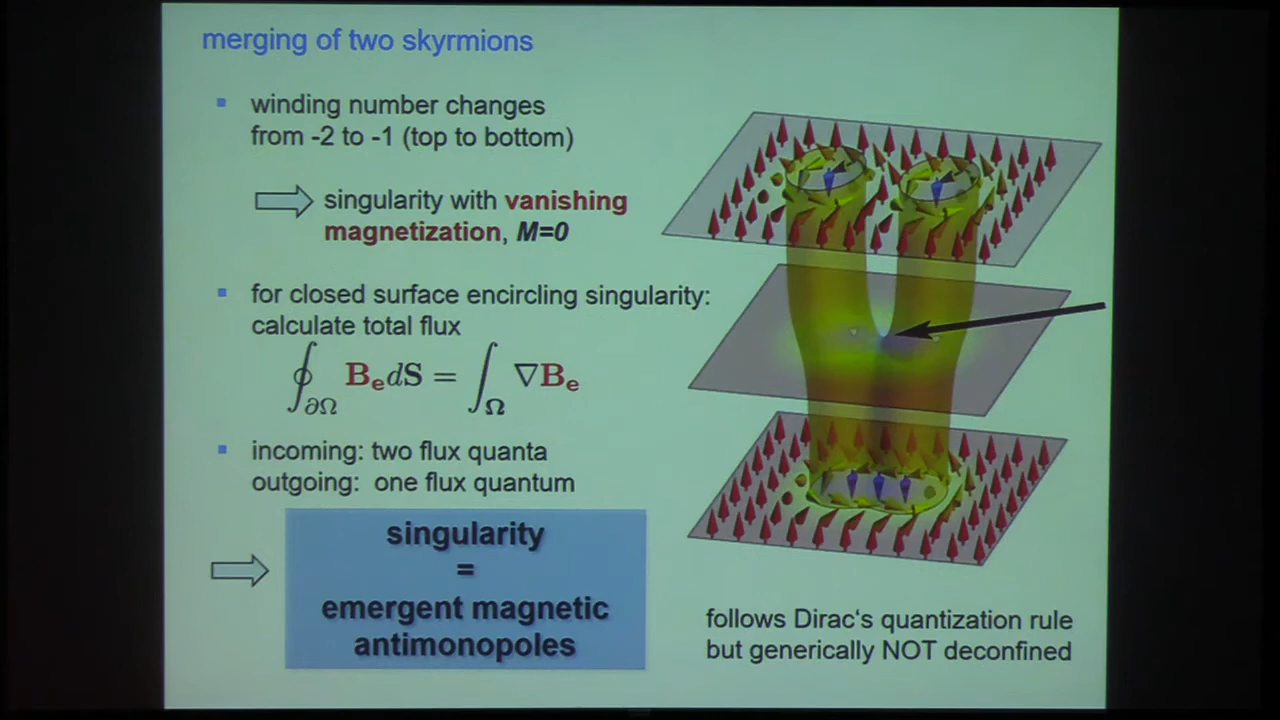 merging of two skyrmions
winding number changes
from -2 to -1 (top to bottom)
singularity with vanishing
magnetization, M=0
for closed surface encircling singularity:
calculate total flux
∮_∂Ω B_e dS = ∫_Ω ∇B_e
incoming: two flux quanta
outgoing: one flux quantum
singularity
=
emergent magnetic
antimonopoles
follows Dirac‘s quantization rule
but generically NOT deconfined